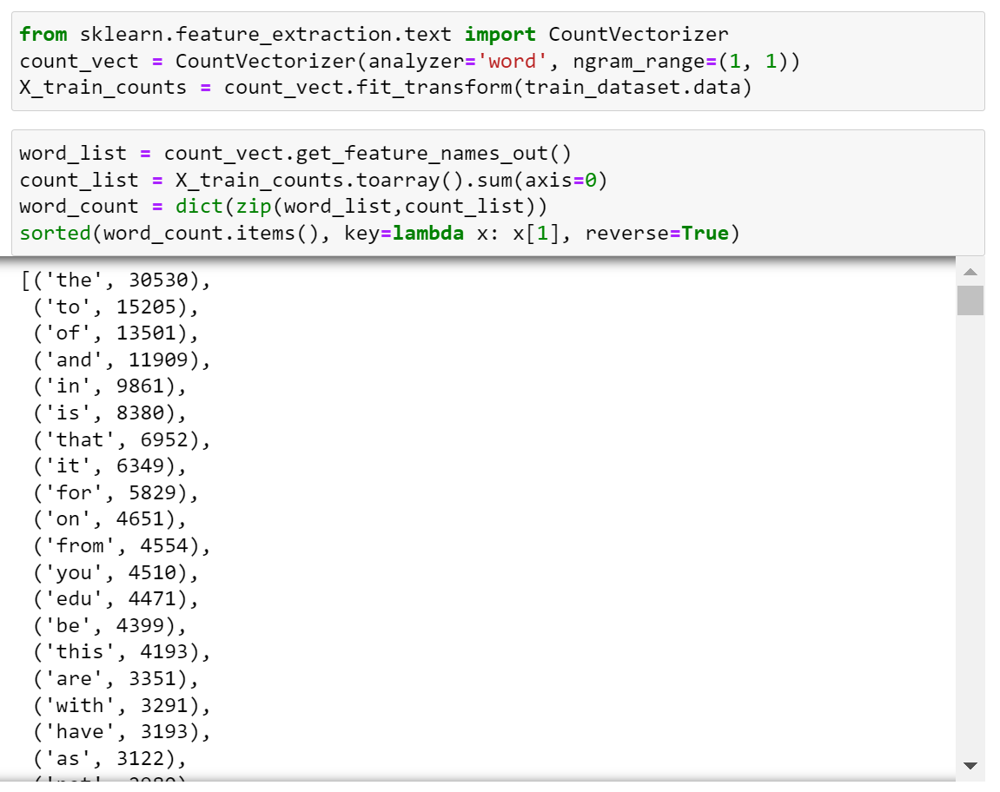 from sklearn.feature_extraction.text import CountVectorizer
count_vect = CountVectorizer(analyzer='word', ngram_range=(1, 1))
X_train_counts = count_vect.fit_transform(train_dataset.data)
word_list = count_vect.get_feature_names_out()
count_list = X_train_counts.toarray().sum(axis=0)
word_count = dict(zip(word_list,count_list))
sorted(word_count.items(), key=lambda x: x[1], reverse=True)
[('the', 30530),
('to', 15205),
('of', 13501),
('and', 11909),
('in', 9861),
('is', 8380),
('that', 6952),
('it', 6349),
('for', 5829),
('on', 4651),
('from', 4554),
('you', 4510),
('edu', 4471),
('be', 4399),
('this', 4193),
('are', 3351),
('with', 3291),
('have', 3193),
('as', 3122),